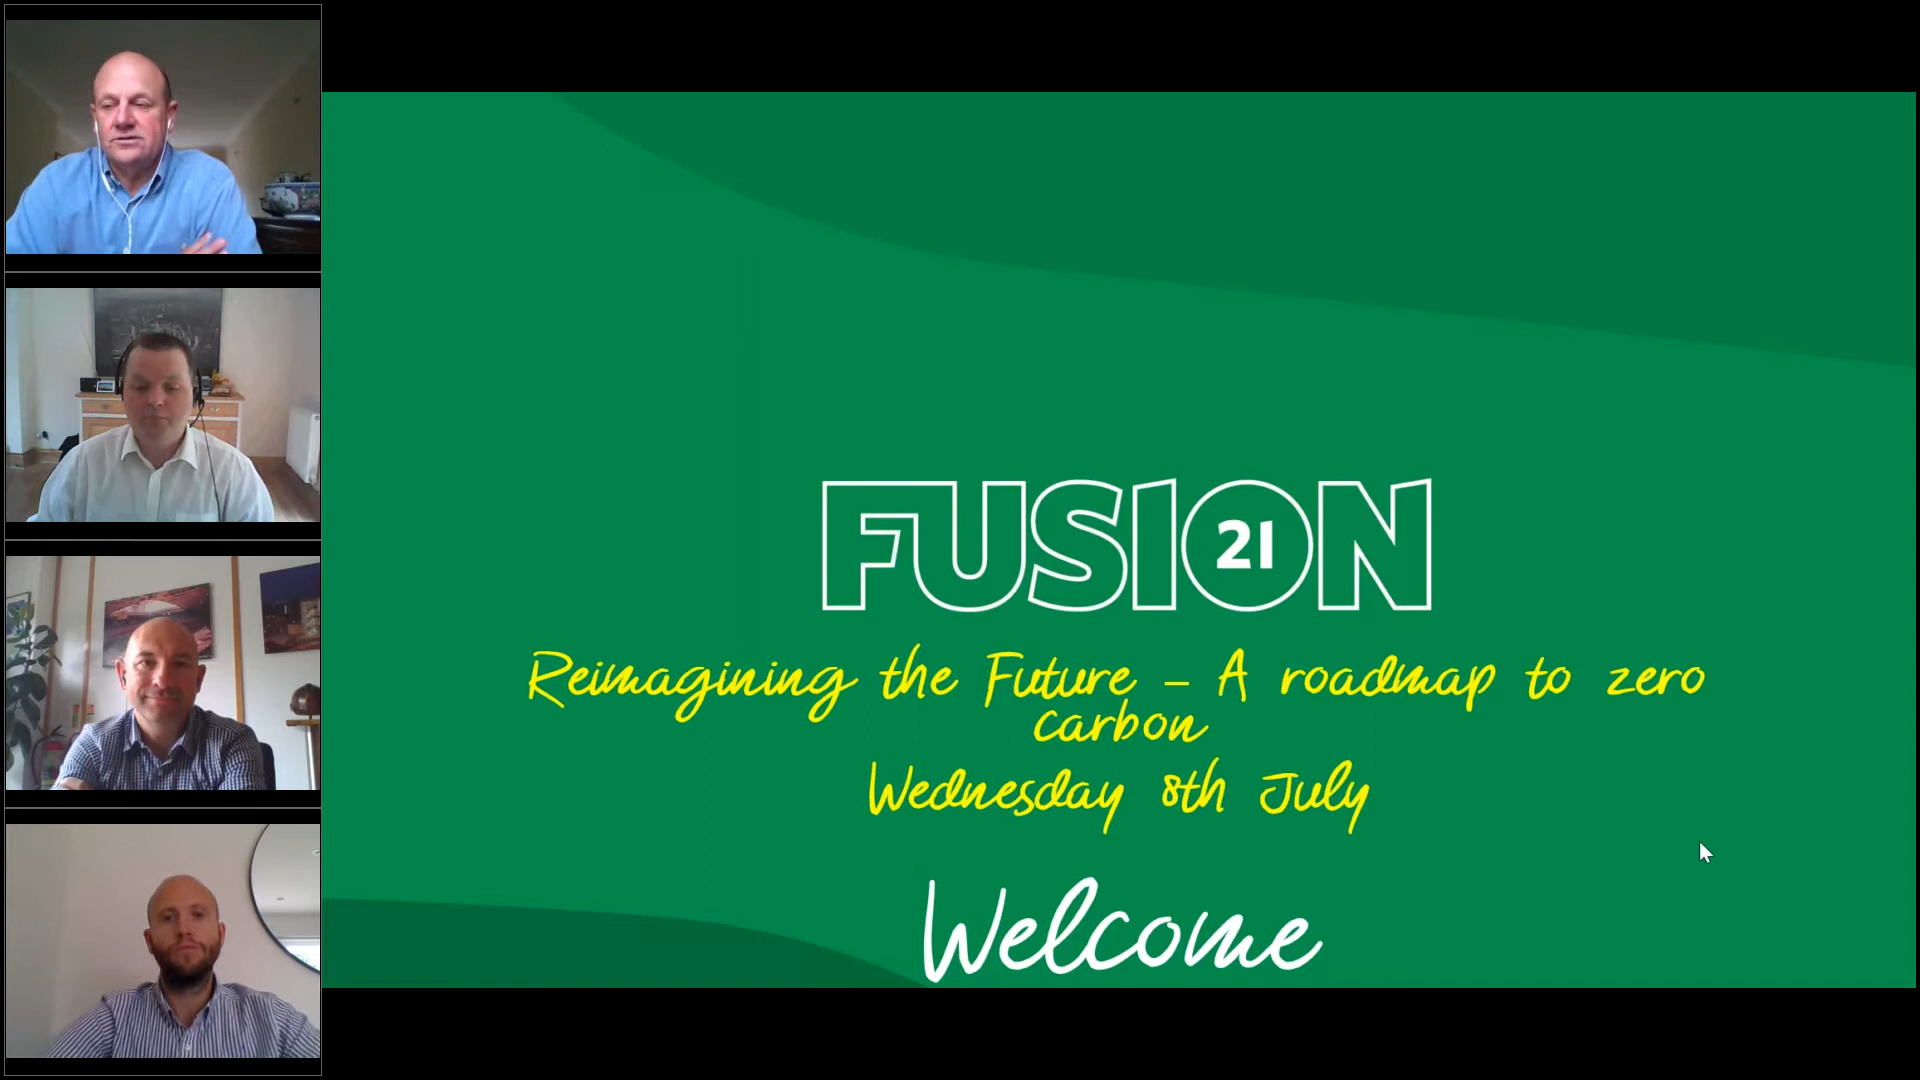 FUSION
21
Reimagining the Future – A roadmap to zero
carbon
Wednesday 8th July
Welcome